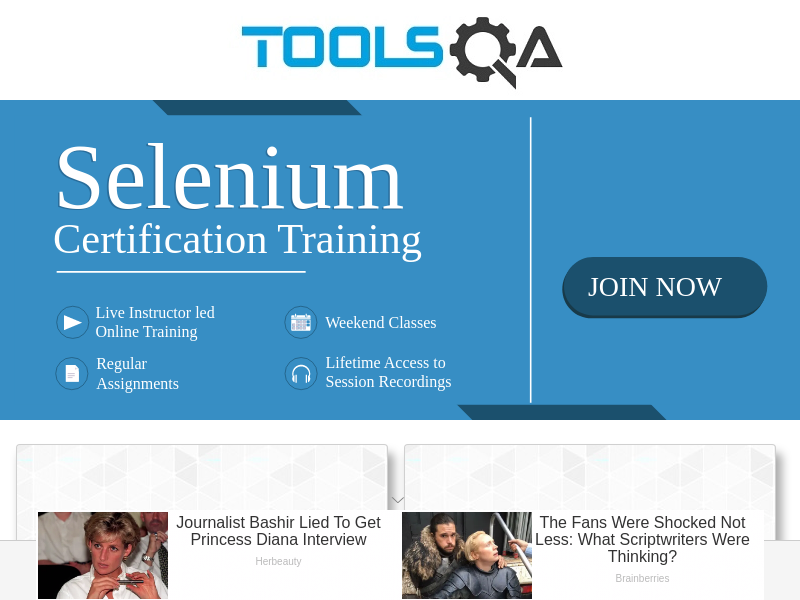 TOOLSQA
Selenium
Certification Training
JOIN NOW
Live Instructor led
Online Training
Weekend Classes
Regular
Assignments
Lifetime Access to
Session Recordings
Journalist Bashir Lied To Get
Princess Diana Interview
Herbeauty
The Fans Were Shocked Not
Less: What Scriptwriters Were
Thinking?
Brainberries